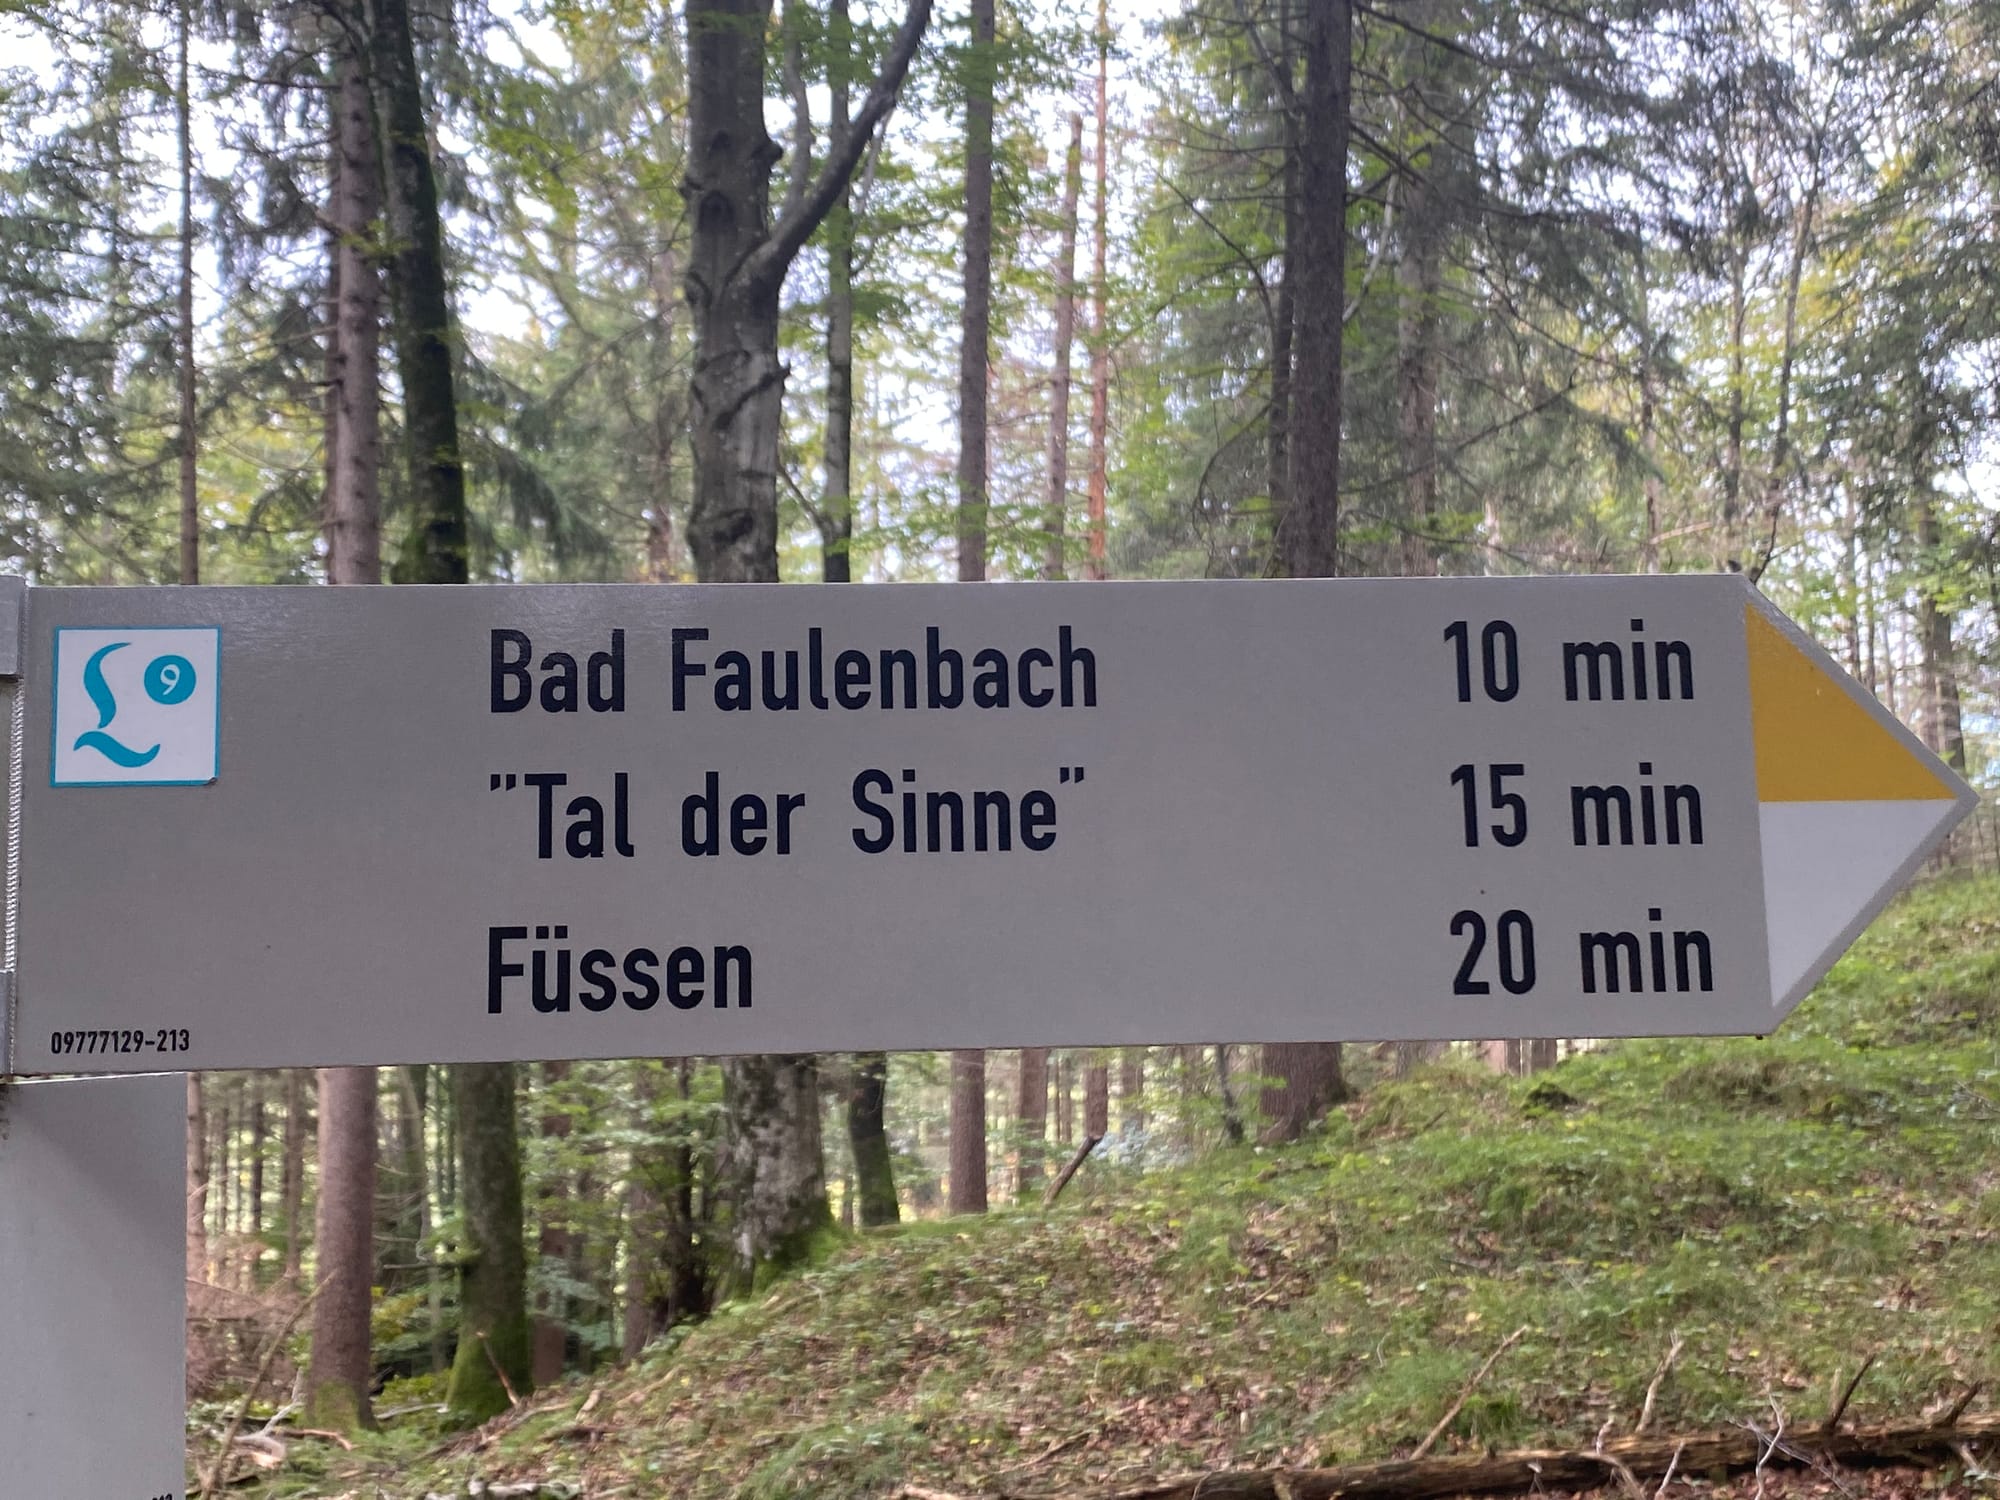 L 9
Bad Faulenbach 10 min
"Tal der Sinne" 15 min
Füssen 20 min
09777129-213